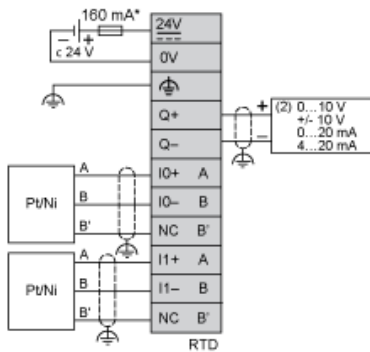 160 mA*
24V
− +
c 24 V
0V
Q+
+ (2) 0...10 V
+/- 10 V
0...20 mA
4...20 mA
Q−
−
A I0+ A
Pt/Ni B I0− B
B' NC B'
A I1+ A
Pt/Ni B I1− B
B' NC B'
RTD